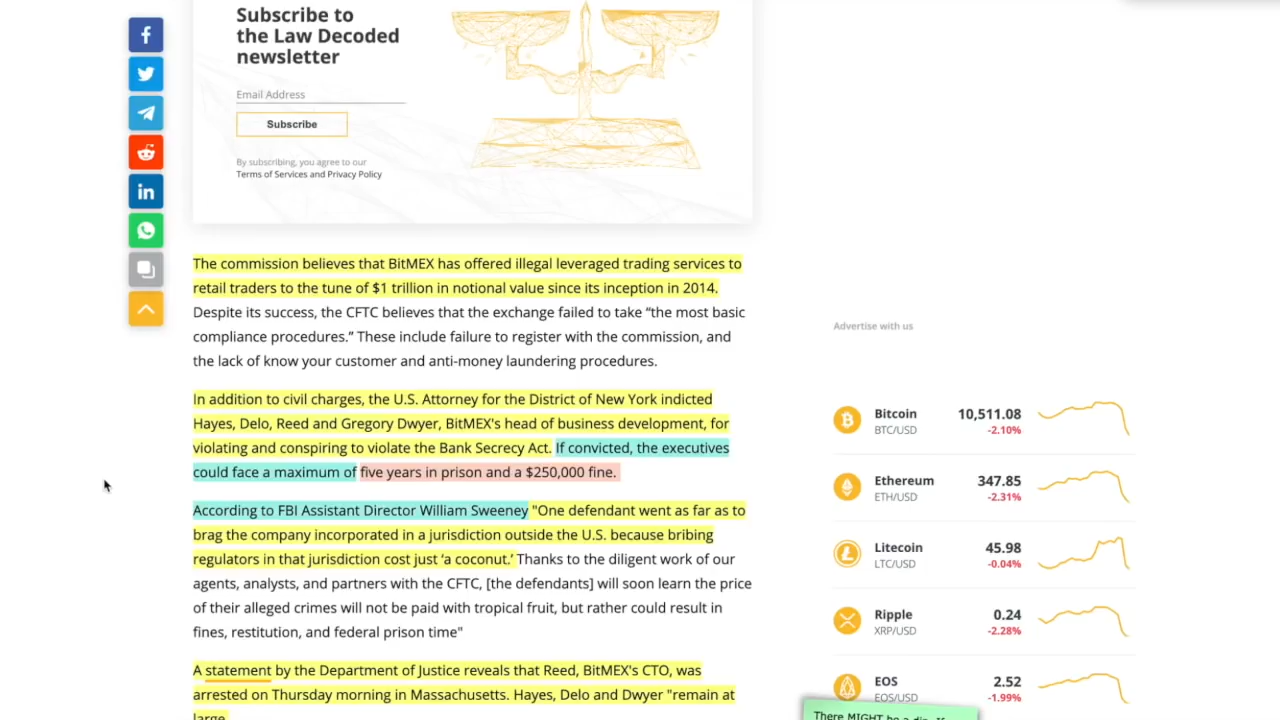 Subscribe to
the Law Decoded
newsletter
Email Address
Subscribe
By subscribing, you agree to our
Terms of Services and Privacy Policy
The commission believes that BitMEX has offered illegal leveraged trading services to
retail traders to the tune of $1 trillion in notional value since its inception in 2014.
Despite its success, the CFTC believes that the exchange failed to take “the most basic
compliance procedures.” These include failure to register with the commission, and
the lack of know your customer and anti-money laundering procedures.
In addition to civil charges, the U.S. Attorney for the District of New York indicted
Hayes, Delo, Reed and Gregory Dwyer, BitMEX's head of business development, for
violating and conspiring to violate the Bank Secrecy Act. If convicted, the executives
could face a maximum of five years in prison and a $250,000 fine.
According to FBI Assistant Director William Sweeney "One defendant went as far as to
brag the company incorporated in a jurisdiction outside the U.S. because bribing
regulators in that jurisdiction cost just ‘a coconut.’ Thanks to the diligent work of our
agents, analysts, and partners with the CFTC, [the defendants] will soon learn the price
of their alleged crimes will not be paid with tropical fruit, but rather could result in
fines, restitution, and federal prison time"
A statement by the Department of Justice reveals that Reed, BitMEX's CTO, was
arrested on Thursday morning in Massachusetts. Hayes, Delo and Dwyer "remain at
large.
Advertise with us
Bitcoin 10,511.08
BTC/USD -2.10%
Ethereum 347.85
ETH/USD -2.31%
Litecoin 45.98
LTC/USD -0.04%
Ripple 0.24
XRP/USD -2.28%
EOS 2.52
EOS/USD -1.99%
There MIGHT be a dip. If